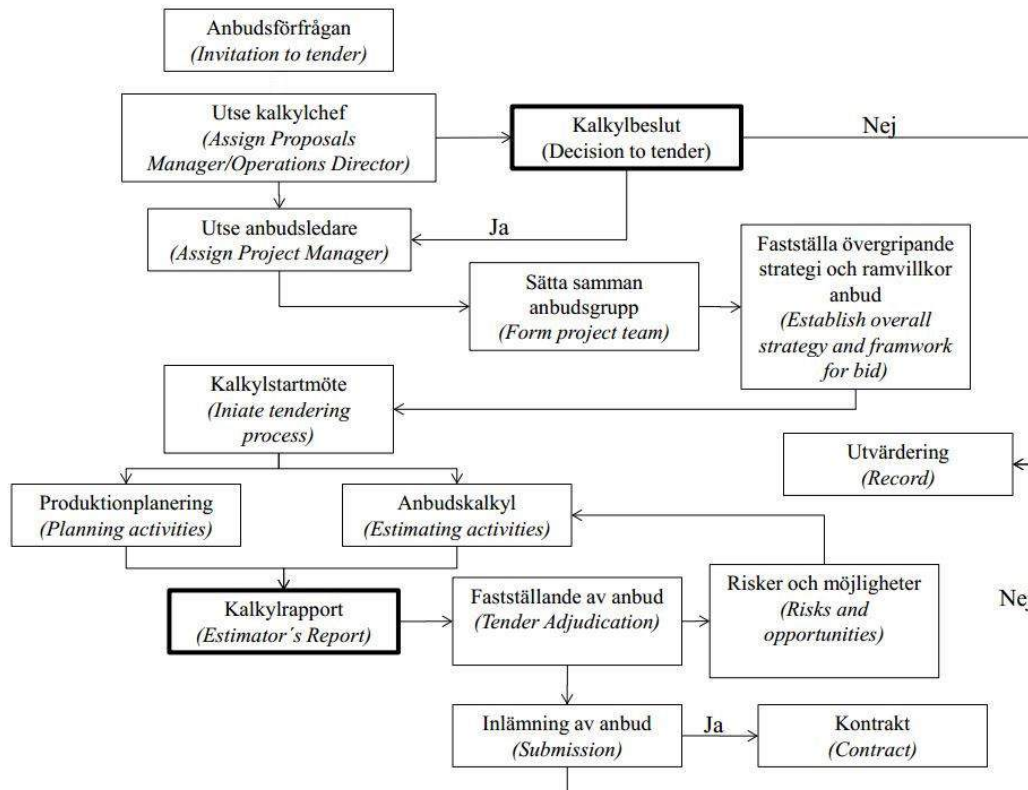 Anbudsförfrågan
(Invitation to tender)
Utse kalkylchef
(Assign Proposals
Manager/Operations Director)
Kalkylbeslut
(Decision to tender)
Nej
Utse anbudsledare
(Assign Project Manager)
Ja
Sätta samman
anbudsgrupp
(Form project team)
Fastställa övergripande
strategi och ramvillkor
anbud
(Establish overall
strategy and framwork
for bid)
Kalkylstartmöte
(Iniate tendering
process)
Utvärdering
(Record)
Produktionplanering
(Planning activities)
Anbudskalkyl
(Estimating activities)
Kalkylrapport
(Estimator´s Report)
Fastställande av anbud
(Tender Adjudication)
Risker och möjligheter
(Risks and
opportunities)
Nej
Inlämning av anbud
(Submission)
Ja
Kontrakt
(Contract)